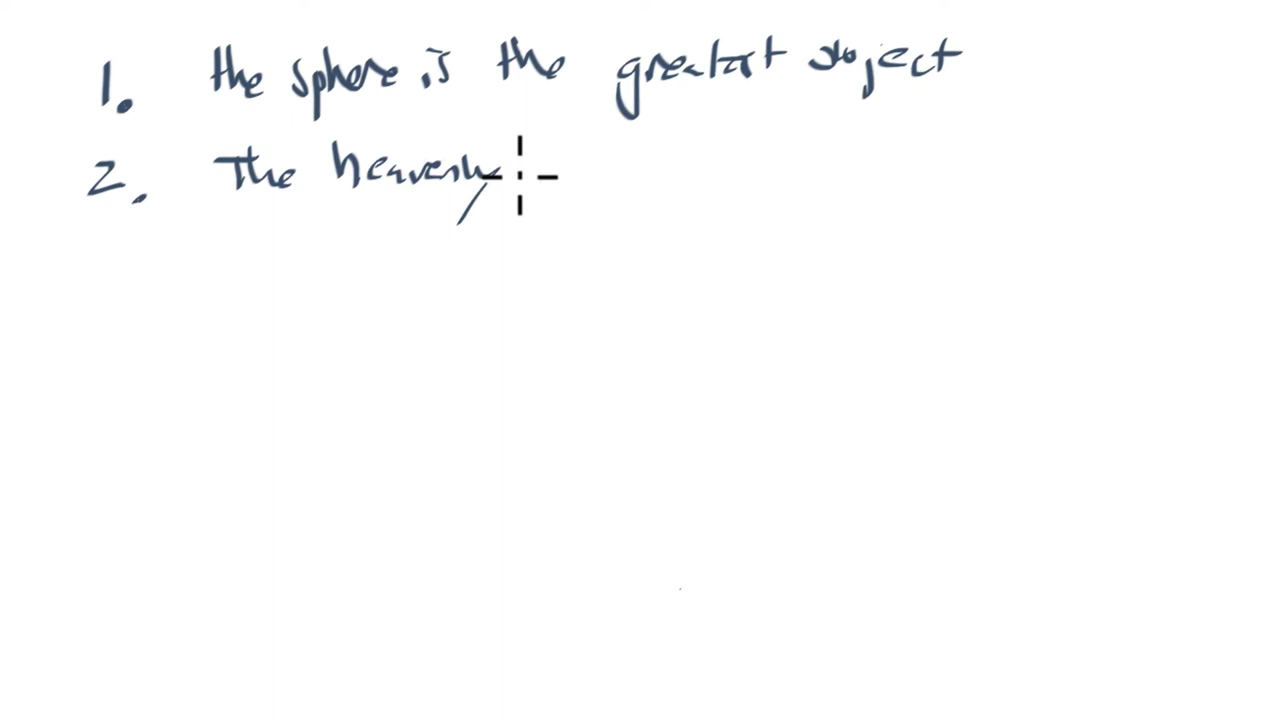 1. the sphere is the greatest object
2. The heavenly